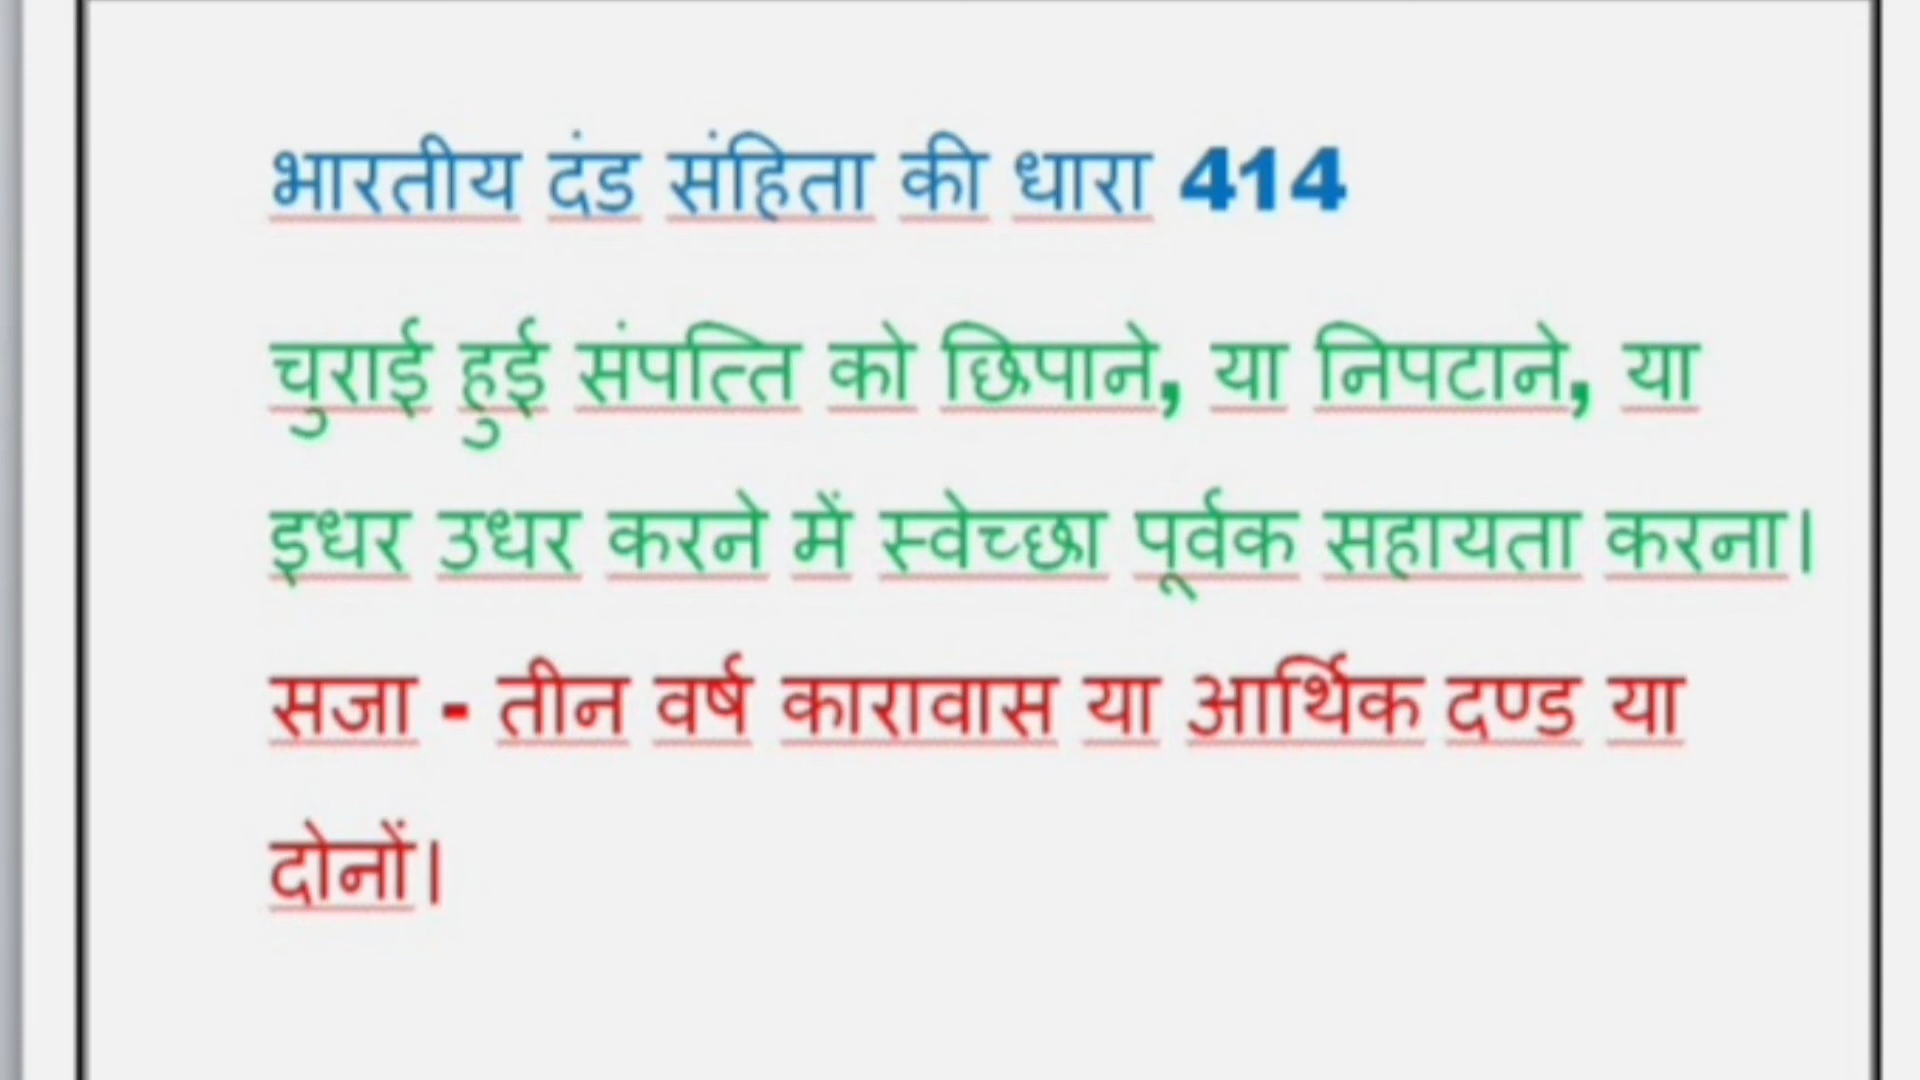 भारतीय दंड संहिता की धारा 414
चुराई हुई संपत्ति को छिपाने, या निपटाने, या
इधर उधर करने में स्वेच्छा पूर्वक सहायता करना।
सजा - तीन वर्ष कारावास या आर्थिक दण्ड या
दोनों।